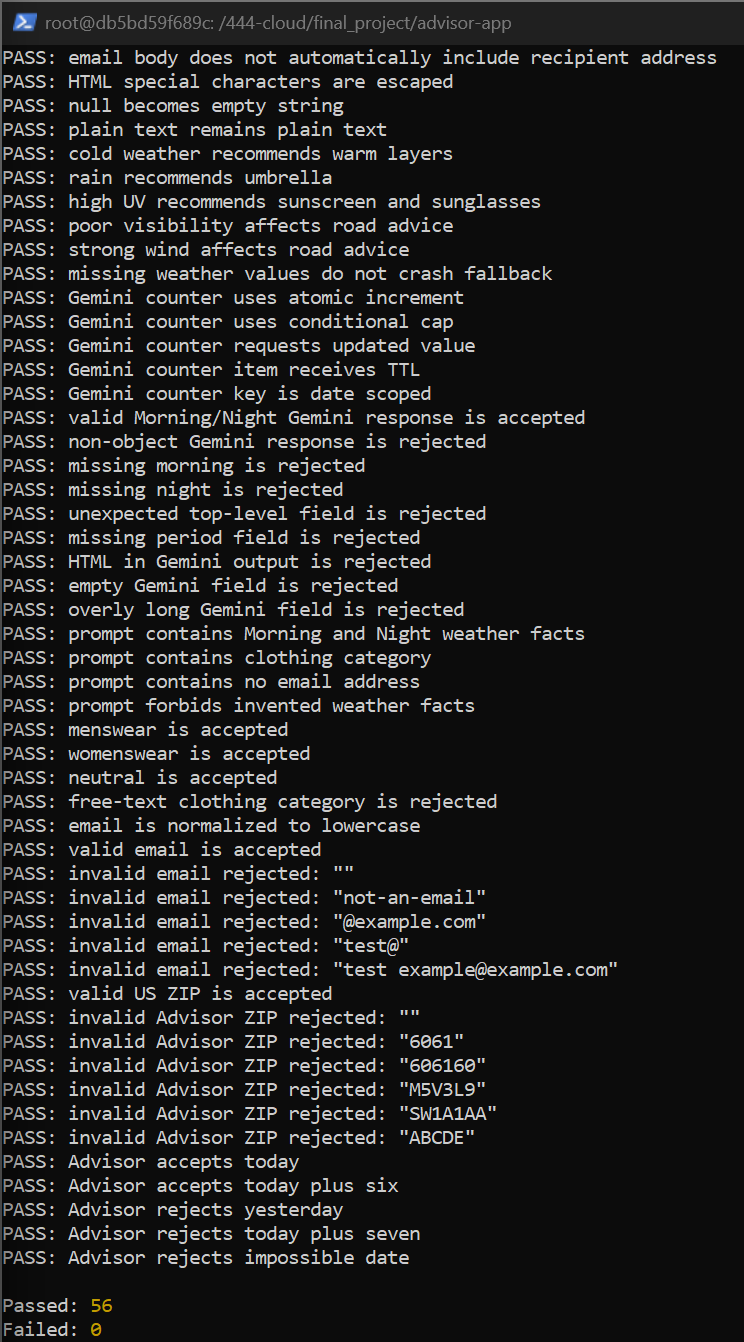 root@db5bd59f689c: /444-cloud/final_project/advisor-app
PASS: email body does not automatically include recipient address
PASS: HTML special characters are escaped
PASS: null becomes empty string
PASS: plain text remains plain text
PASS: cold weather recommends warm layers
PASS: rain recommends umbrella
PASS: high UV recommends sunscreen and sunglasses
PASS: poor visibility affects road advice
PASS: strong wind affects road advice
PASS: missing weather values do not crash fallback
PASS: Gemini counter uses atomic increment
PASS: Gemini counter uses conditional cap
PASS: Gemini counter requests updated value
PASS: Gemini counter item receives TTL
PASS: Gemini counter key is date scoped
PASS: valid Morning/Night Gemini response is accepted
PASS: non-object Gemini response is rejected
PASS: missing morning is rejected
PASS: missing night is rejected
PASS: unexpected top-level field is rejected
PASS: missing period field is rejected
PASS: HTML in Gemini output is rejected
PASS: empty Gemini field is rejected
PASS: overly long Gemini field is rejected
PASS: prompt contains Morning and Night weather facts
PASS: prompt contains clothing category
PASS: prompt contains no email address
PASS: prompt forbids invented weather facts
PASS: menswear is accepted
PASS: womenswear is accepted
PASS: neutral is accepted
PASS: free-text clothing category is rejected
PASS: email is normalized to lowercase
PASS: valid email is accepted
PASS: invalid email rejected: ""
PASS: invalid email rejected: "not-an-email"
PASS: invalid email rejected: "@example.com"
PASS: invalid email rejected: "test@"
PASS: invalid email rejected: "test example@example.com"
PASS: valid US ZIP is accepted
PASS: invalid Advisor ZIP rejected: ""
PASS: invalid Advisor ZIP rejected: "6061"
PASS: invalid Advisor ZIP rejected: "606160"
PASS: invalid Advisor ZIP rejected: "M5V3L9"
PASS: invalid Advisor ZIP rejected: "SW1A1AA"
PASS: invalid Advisor ZIP rejected: "ABCDE"
PASS: Advisor accepts today
PASS: Advisor accepts today plus six
PASS: Advisor rejects yesterday
PASS: Advisor rejects today plus seven
PASS: Advisor rejects impossible date
Passed: 56
Failed: 0